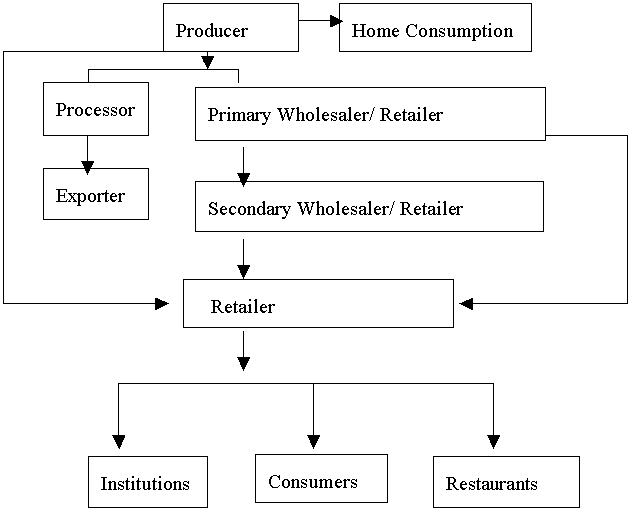 Producer
Home Consumption
Processor
Primary Wholesaler/ Retailer
Exporter
Secondary Wholesaler/ Retailer
Retailer
Institutions
Consumers
Restaurants